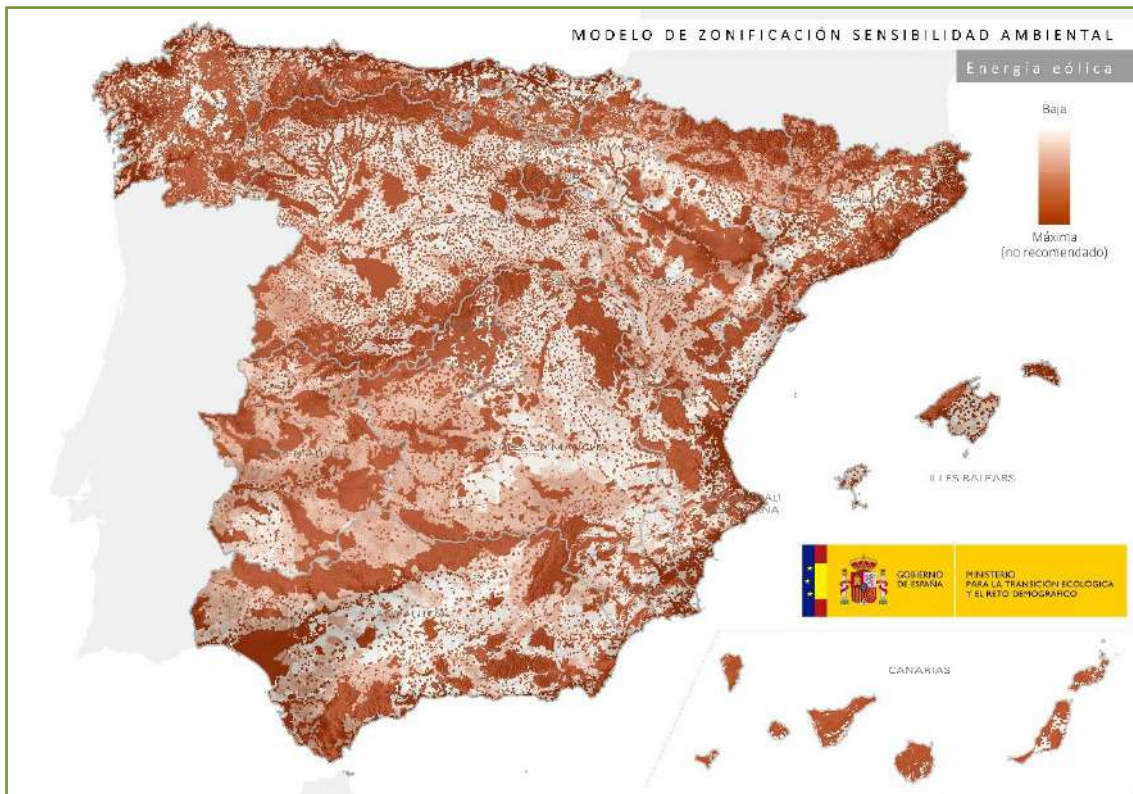 MODELO DE ZONIFICACIÓN SENSIBILIDAD AMBIENTAL
Energía eólica
Baja
Máxima
(no recomendado)
ILLES BALEARS
GOBIERNO
DE ESPAÑA
MINISTERIO
PARA LA TRANSICIÓN ECOLÓGICA
Y EL RETO DEMOGRÁFICO
CANARIAS